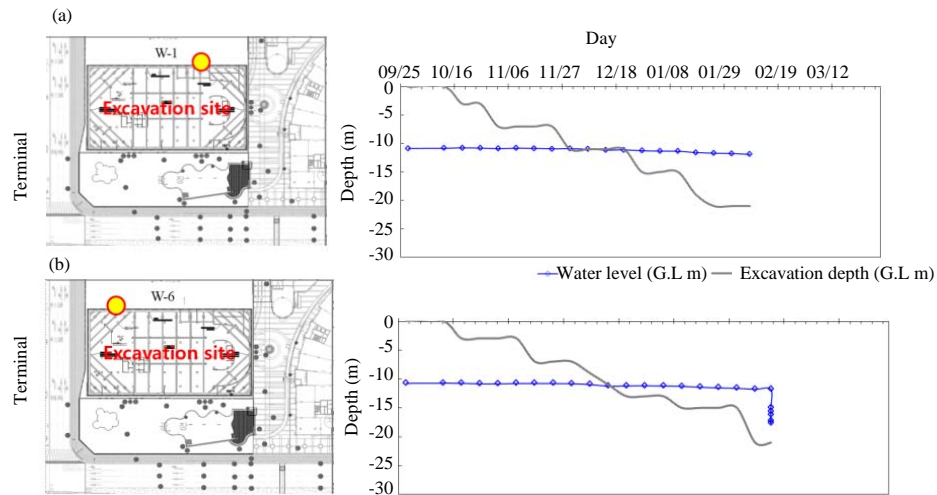 (a)
W-1
Excavation site
Terminal
Day
09/25 10/16 11/06 11/27 12/18 01/08 01/29 02/19 03/12
0
-5
-10
-15
-20
-25
-30
Depth (m)
Water level (G.L m) Excavation depth (G.L m)
(b)
W-6
Excavation site
Terminal
0
-5
-10
-15
-20
-25
-30
Depth (m)